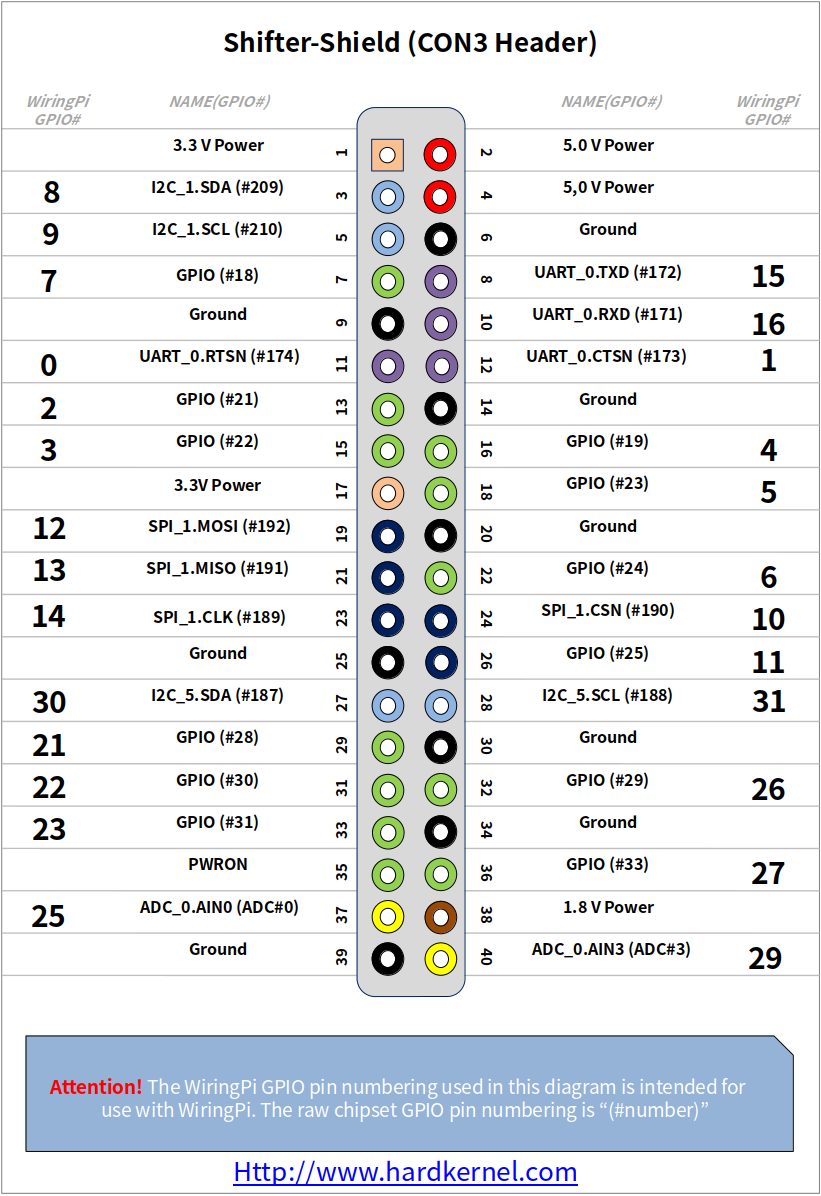 Shifter-Shield (CON3 Header)
WiringPi GPIO# NAME(GPIO#) NAME(GPIO#) WiringPi GPIO#
3.3 V Power 1 2 5.0 V Power
8 I2C_1.SDA (#209) 3 4 5,0 V Power
9 I2C_1.SCL (#210) 5 6 Ground
7 GPIO (#18) 7 8 UART_0.TXD (#172) 15
Ground 9 10 UART_0.RXD (#171) 16
0 UART_0.RTSN (#174) 11 12 UART_0.CTSN (#173) 1
2 GPIO (#21) 13 14 Ground
3 GPIO (#22) 15 16 GPIO (#19) 4
3.3V Power 17 18 GPIO (#23) 5
12 SPI_1.MOSI (#192) 19 20 Ground
13 SPI_1.MISO (#191) 21 22 GPIO (#24) 6
14 SPI_1.CLK (#189) 23 24 SPI_1.CSN (#190) 10
Ground 25 26 GPIO (#25) 11
30 I2C_5.SDA (#187) 27 28 I2C_5.SCL (#188) 31
21 GPIO (#28) 29 30 Ground
22 GPIO (#30) 31 32 GPIO (#29) 26
23 GPIO (#31) 33 34 Ground
PWRON 35 36 GPIO (#33) 27
25 ADC_0.AIN0 (ADC#0) 37 38 1.8 V Power
Ground 39 40 ADC_0.AIN3 (ADC#3) 29
Attention! The WiringPi GPIO pin numbering used in this diagram is intended for
use with WiringPi. The raw chipset GPIO pin numbering is “(#number)”
Http://www.hardkernel.com